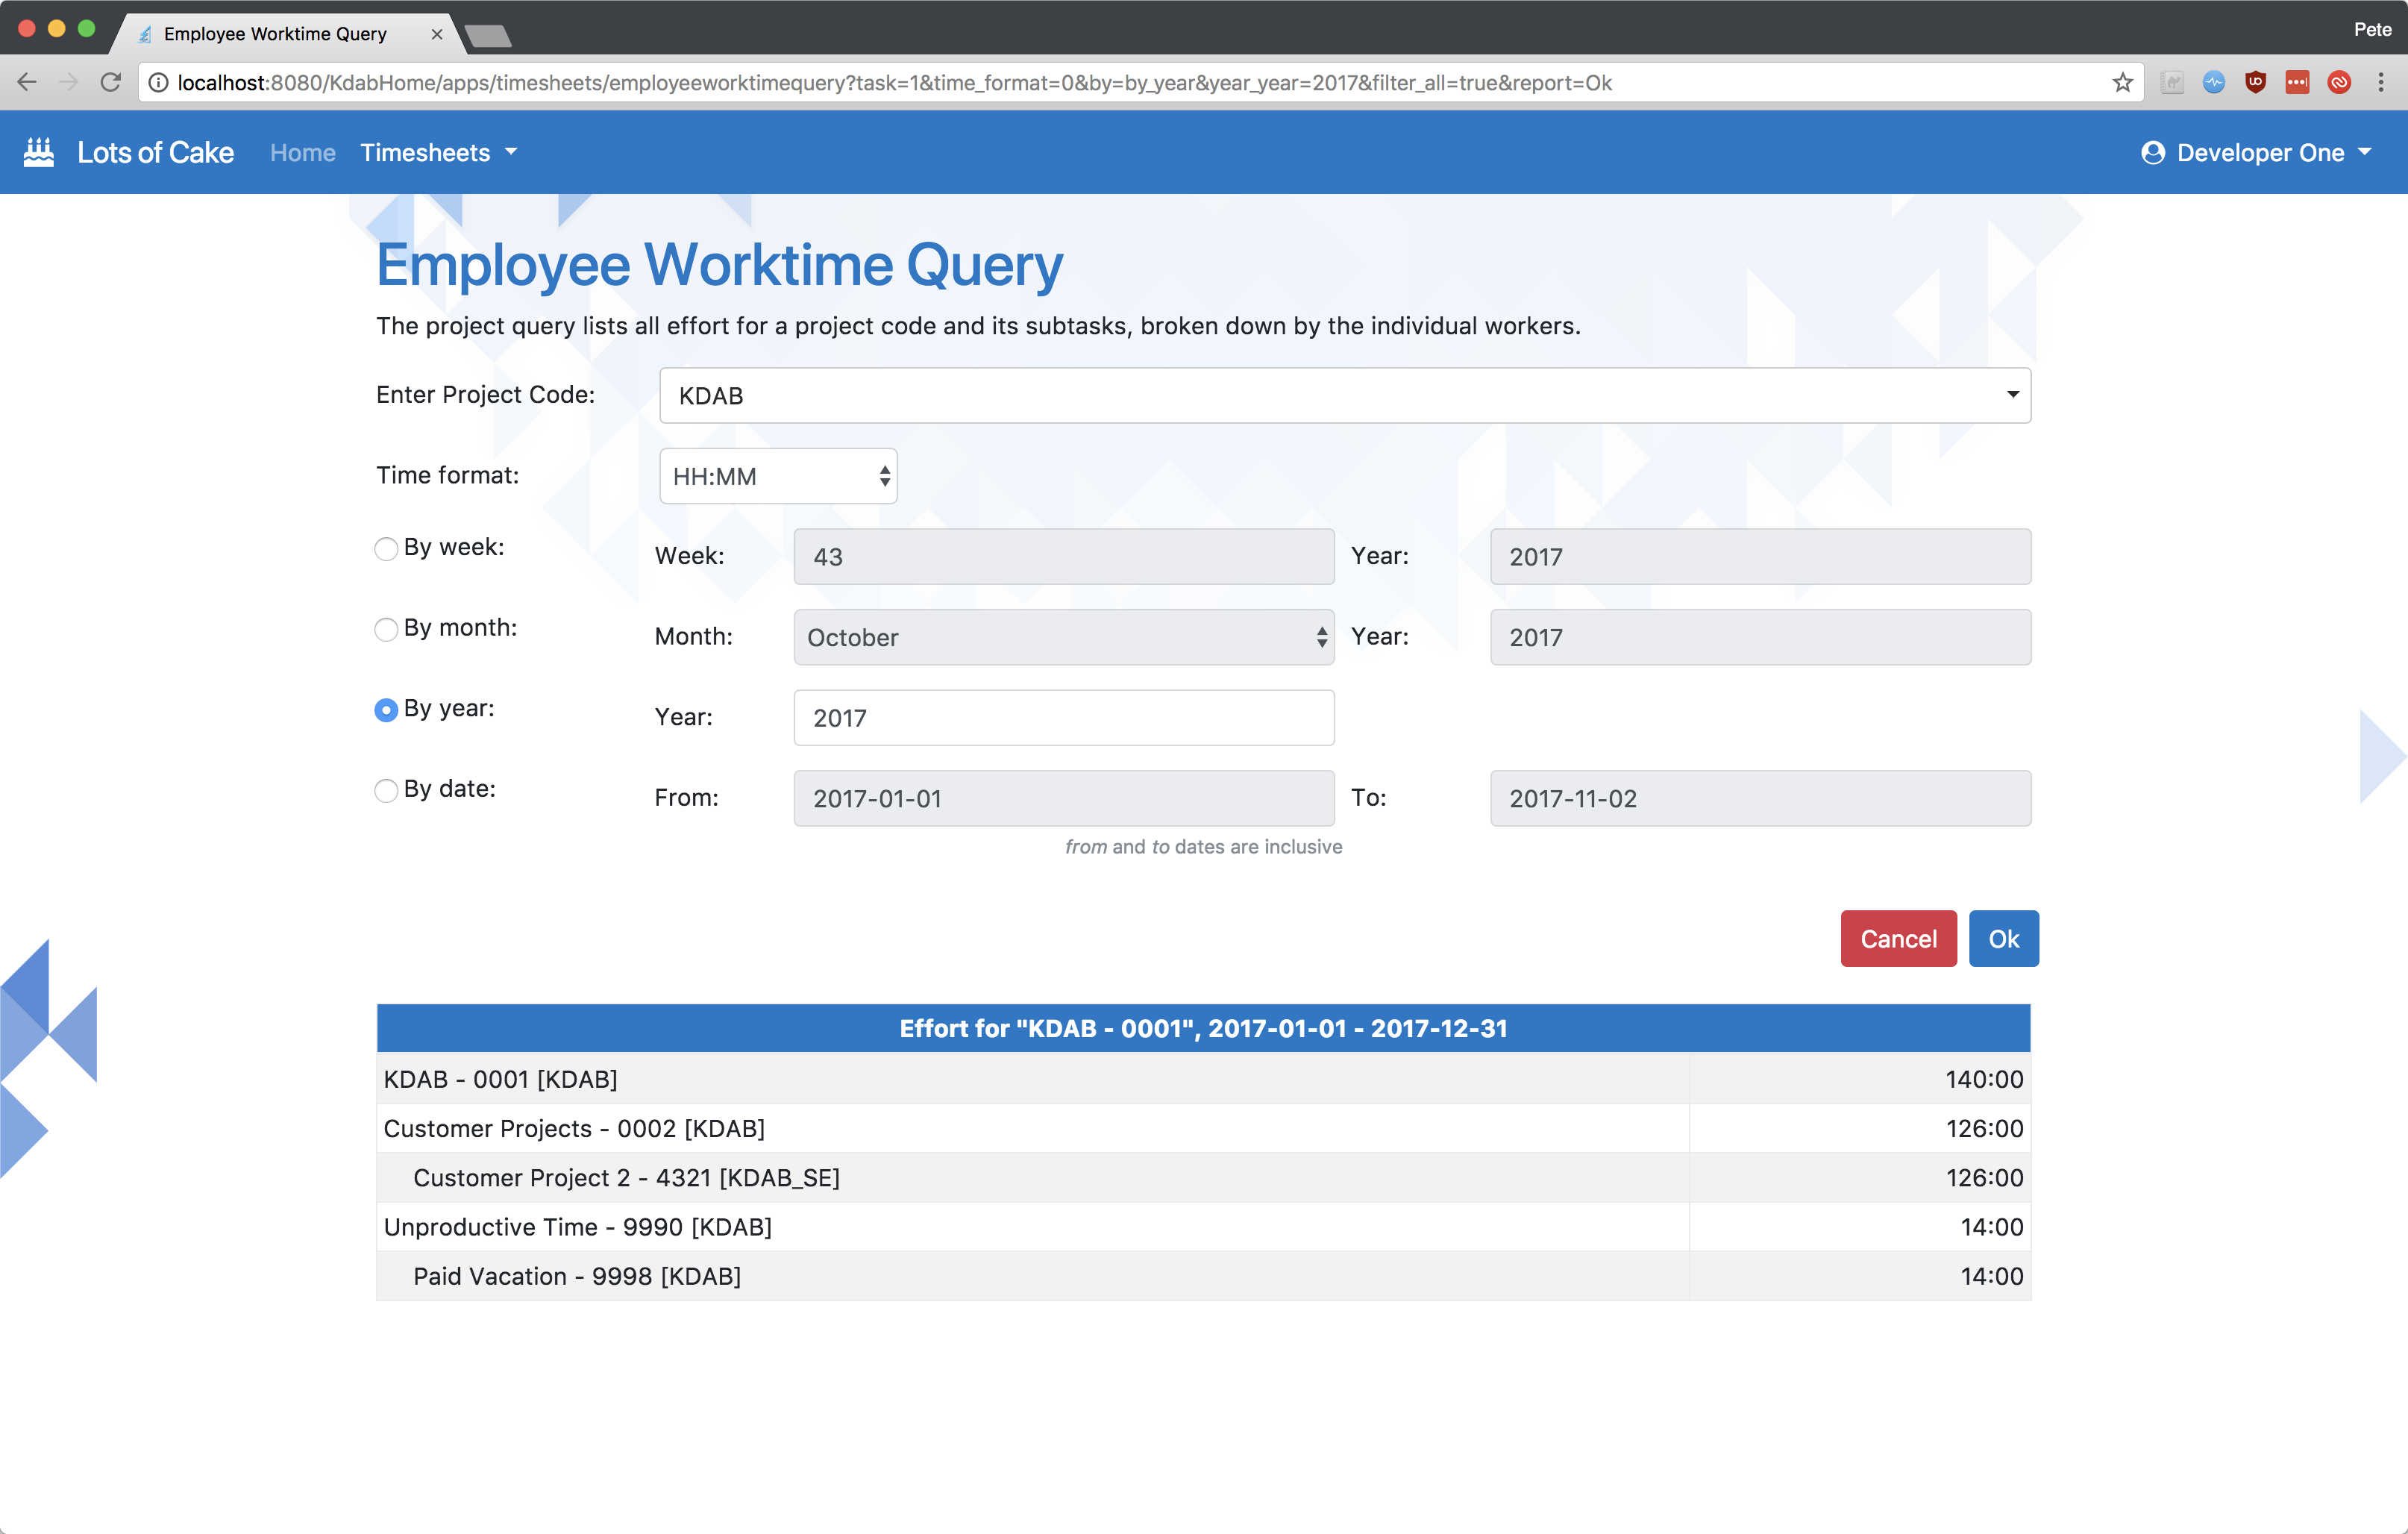 Employee Worktime Query
Pete
localhost:8080/KdabHome/apps/timesheets/employeeworktimequery?task=1&time_format=0&by=by_year&year_year=2017&filter_all=true&report=Ok
Lots of Cake Home Timesheets Developer One
Employee Worktime Query
The project query lists all effort for a project code and its subtasks, broken down by the individual workers.
Enter Project Code: KDAB
Time format: HH:MM
By week: Week: 43 Year: 2017
By month: Month: October Year: 2017
By year: Year: 2017
By date: From: 2017-01-01 To: 2017-11-02
from and to dates are inclusive
Cancel Ok
Effort for "KDAB - 0001", 2017-01-01 - 2017-12-31
KDAB - 0001 [KDAB] 140:00
Customer Projects - 0002 [KDAB] 126:00
Customer Project 2 - 4321 [KDAB_SE] 126:00
Unproductive Time - 9990 [KDAB] 14:00
Paid Vacation - 9998 [KDAB] 14:00